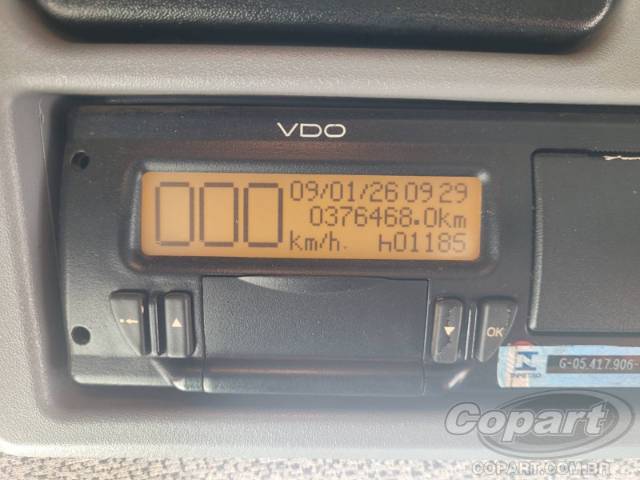 VDO
000 09/01/26 09 29
0376468.0km
km/h h01185
OK
INMETRO
G-05.417.906-
Copart
COPART.COM.BR